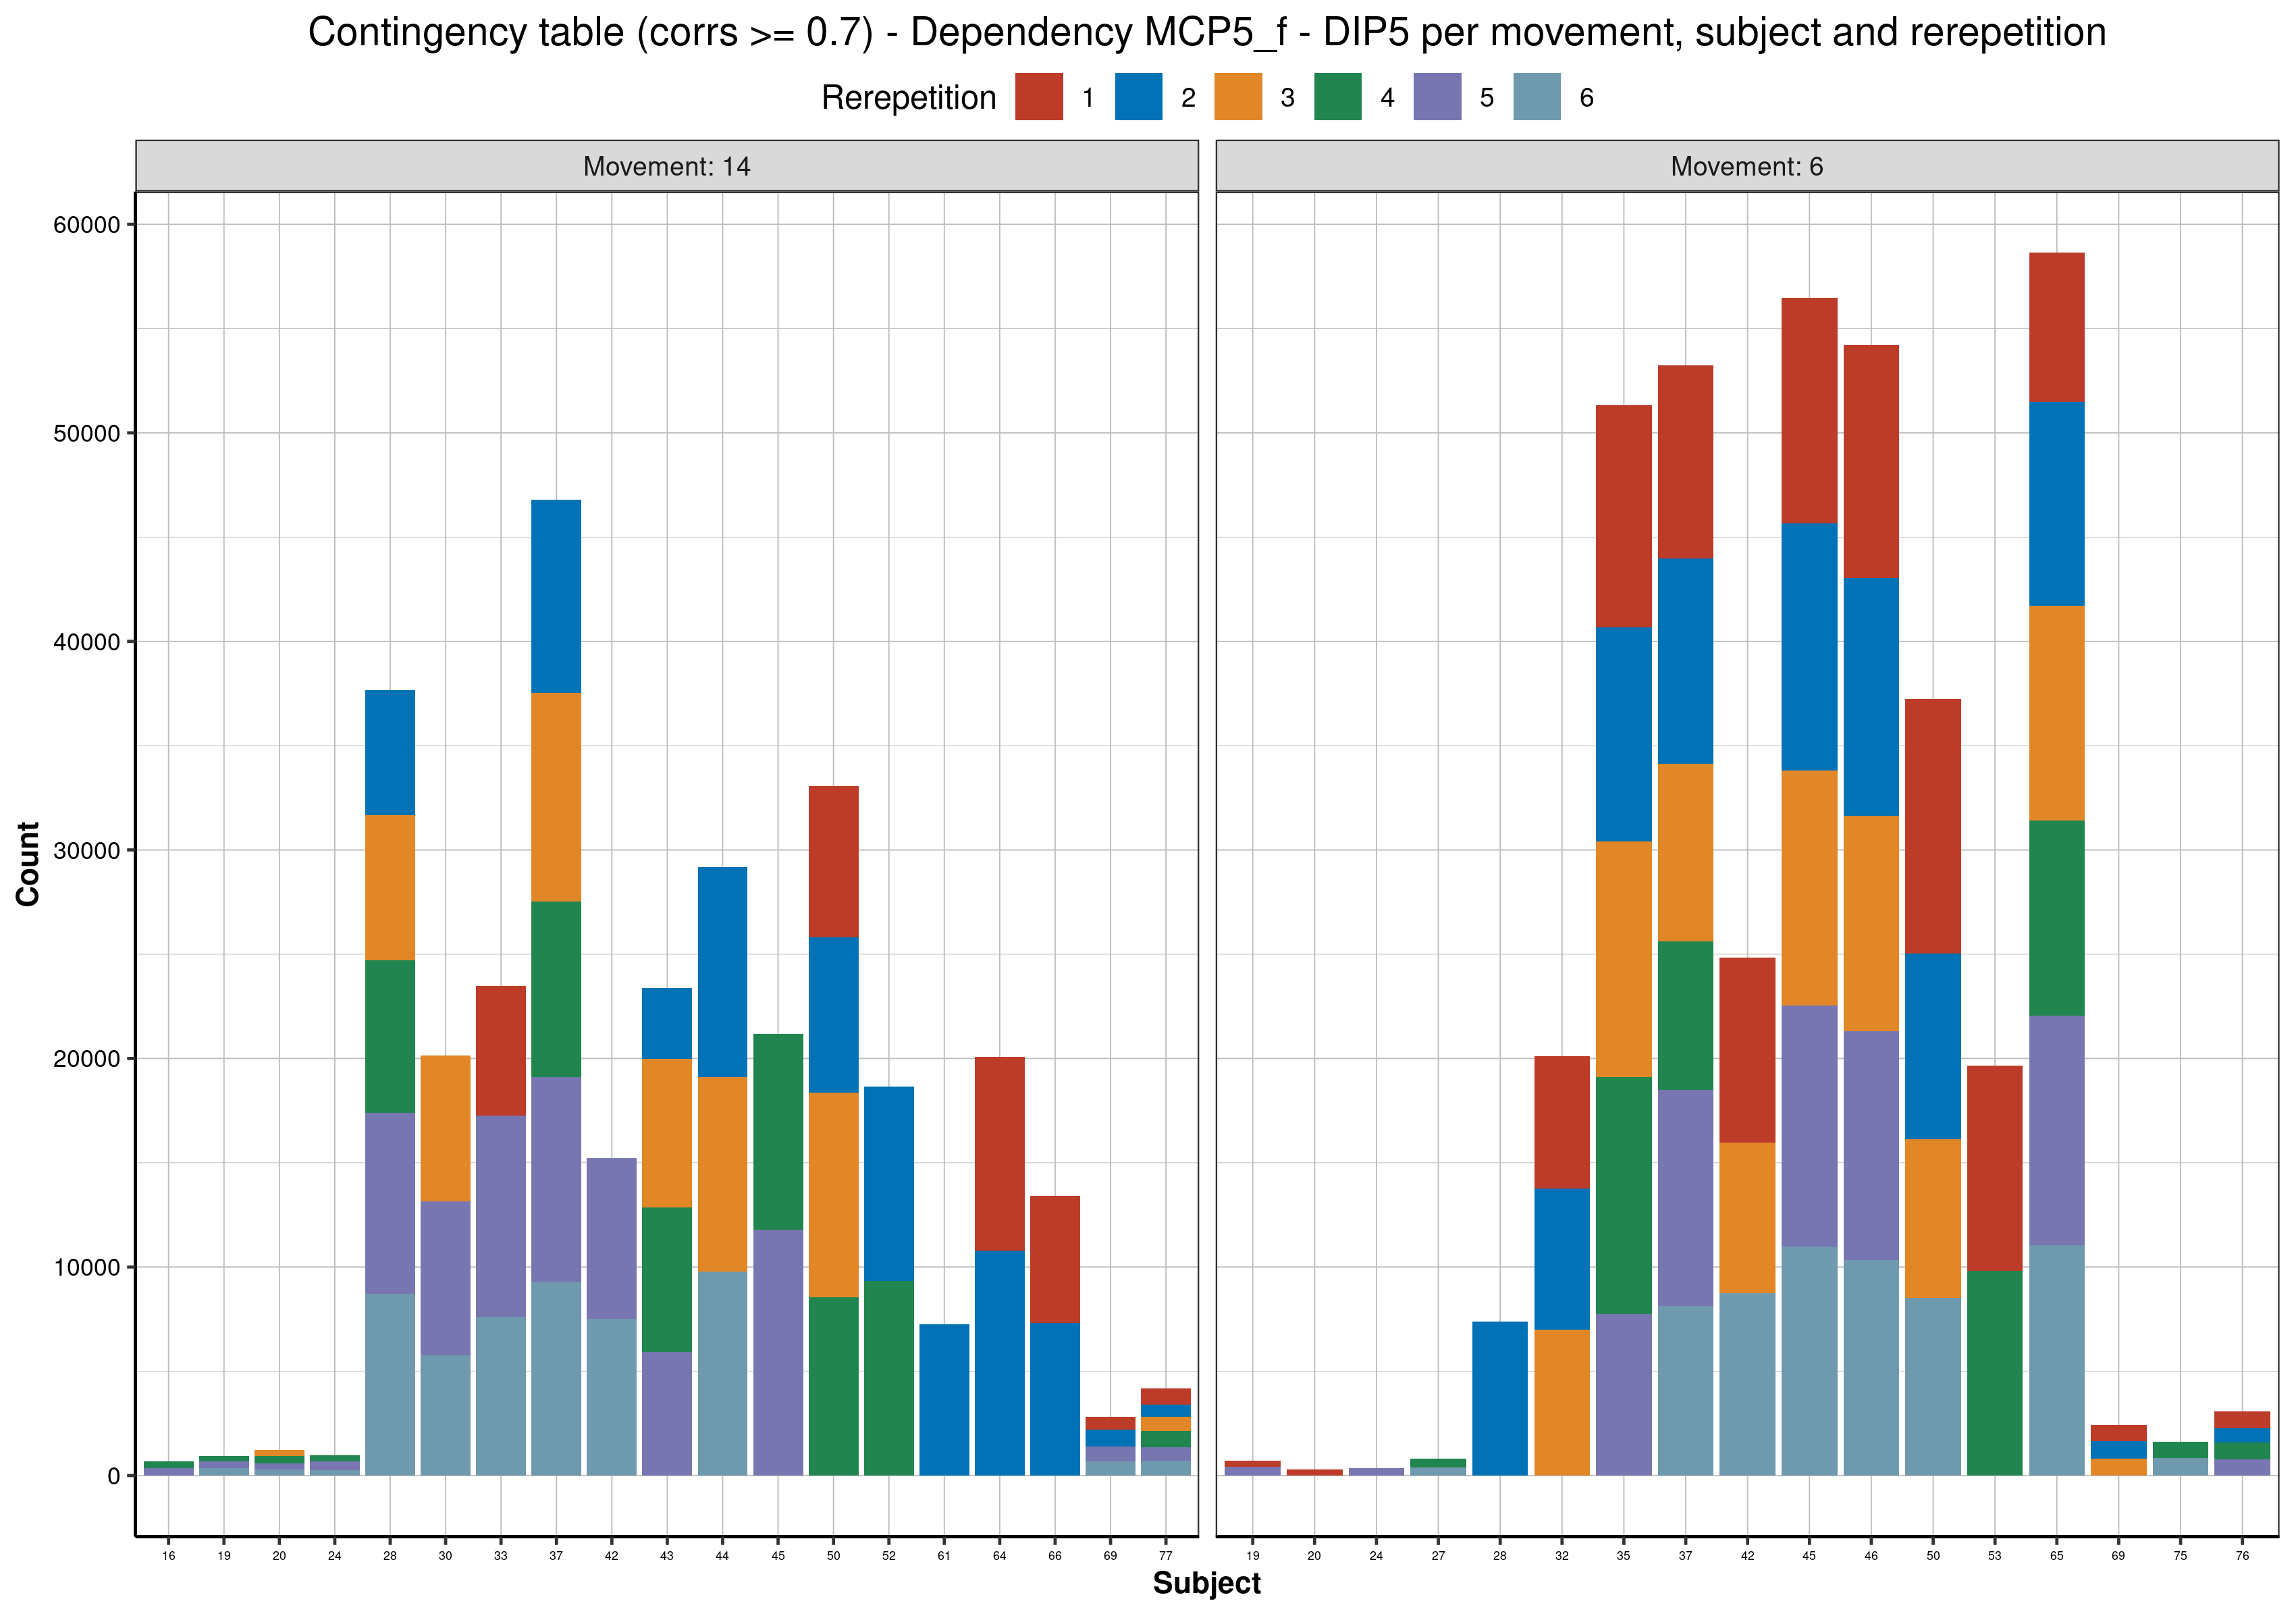 Contingency table (corrs >= 0.7) - Dependency MCP5_f - DIP5 per movement, subject and rerepetition
Rerepetition 1 2 3 4 5 6
Movement: 14
Movement: 6
60000
50000
40000
30000
20000
10000
0
Count
16 19 20 24 28 30 33 37 42 43 44 45 50 52 61 64 66 69 77
19 20 24 27 28 32 35 37 42 45 46 50 53 65 69 75 76
Subject